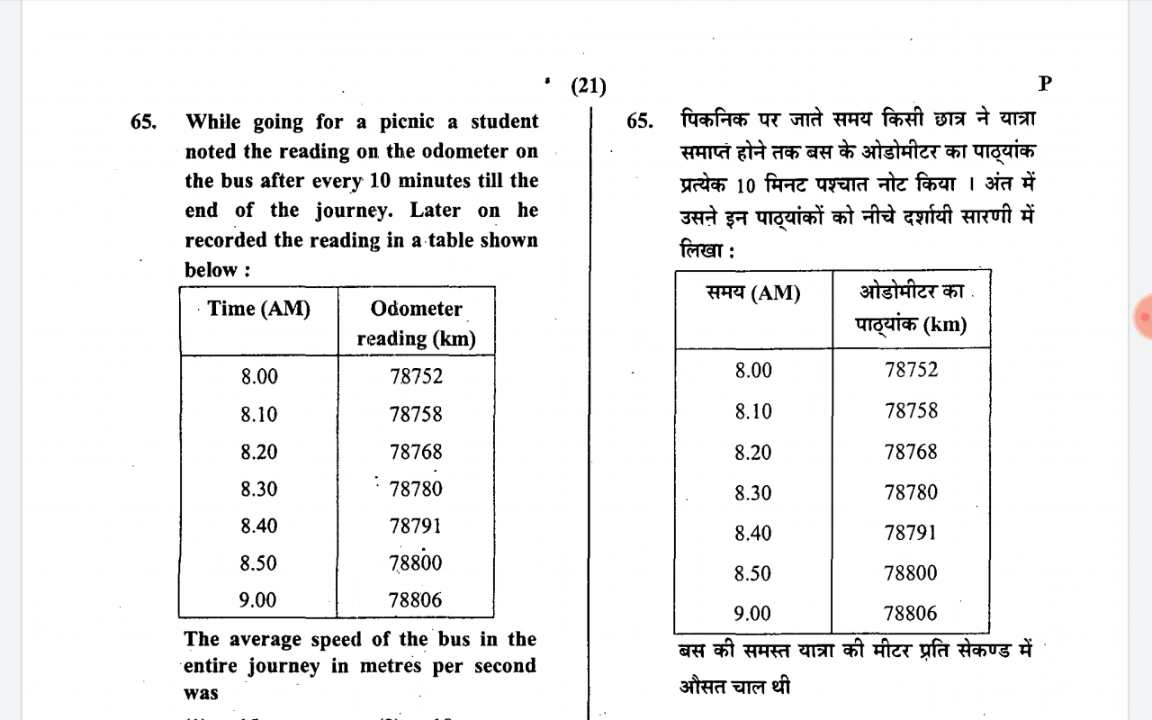 (21)
P
65. While going for a picnic a student
noted the reading on the odometer on
the bus after every 10 minutes till the
end of the journey. Later on he
recorded the reading in a table shown
below :
Time (AM) Odometer
reading (km)
8.00 78752
8.10 78758
8.20 78768
8.30 78780
8.40 78791
8.50 78800
9.00 78806
The average speed of the bus in the
entire journey in metres per second
was
65. पिकनिक पर जाते समय किसी छात्र ने यात्रा
समाप्त होने तक बस के ओडोमीटर का पाठ्यांक
प्रत्येक 10 मिनट पश्चात नोट किया । अंत में
उसने इन पाठ्यांकों को नीचे दर्शायी सारणी में
लिखा :
समय (AM) ओडोमीटर का
पाठ्यांक (km)
8.00 78752
8.10 78758
8.20 78768
8.30 78780
8.40 78791
8.50 78800
9.00 78806
बस की समस्त यात्रा की मीटर प्रति सेकण्ड में
औसत चाल थी